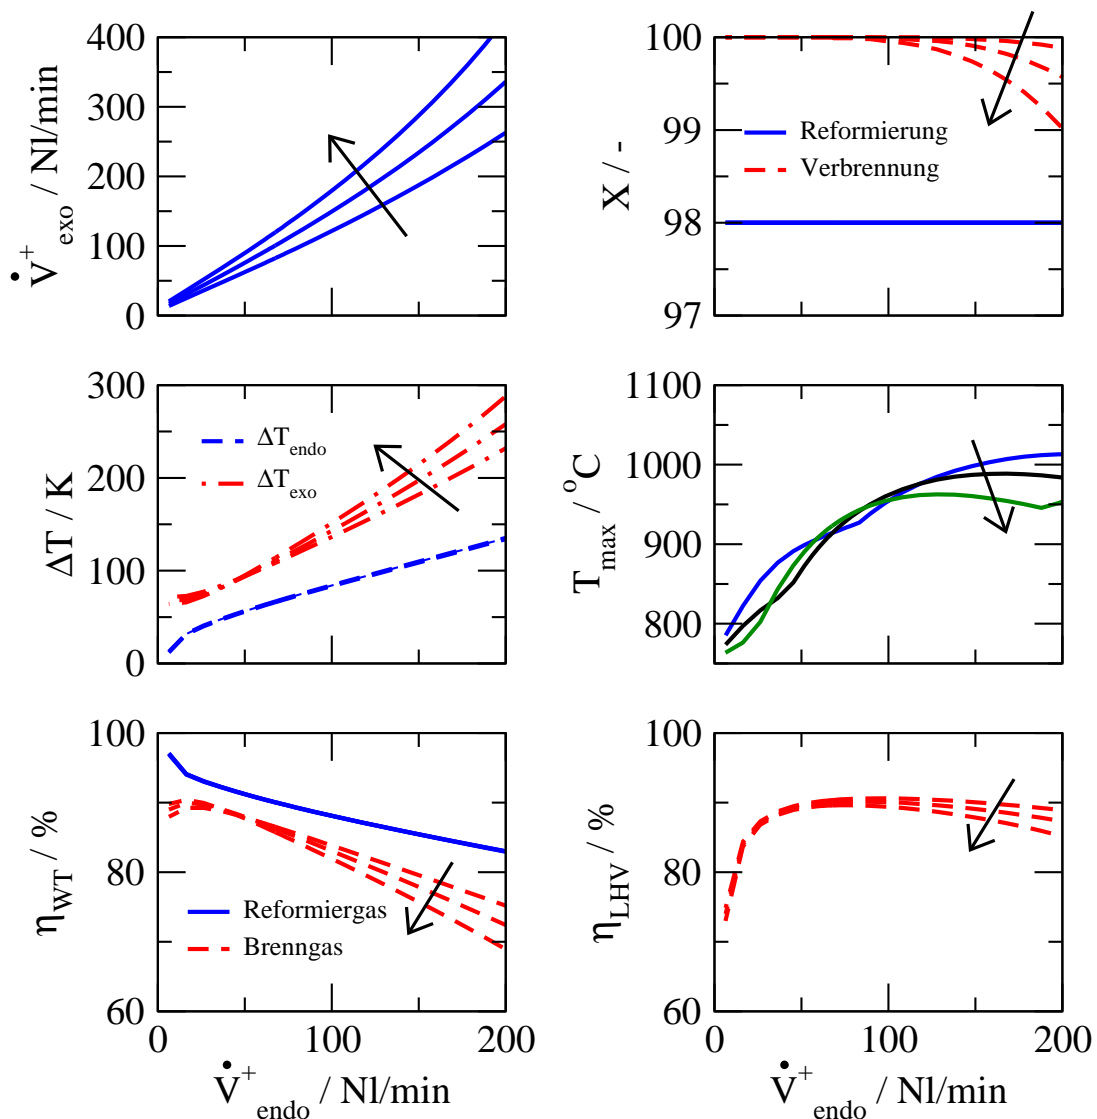 400
300
200
100
0
V̇⁺exo / Nl/min
100
99
98
97
X / -
Reformierung
Verbrennung
300
200
100
0
ΔT / K
ΔTendo
ΔTexo
1100
1000
900
800
Tmax / °C
100
80
60
ηWT / %
Reformiergas
Brenngas
0 100 200
V̇⁺endo / Nl/min
100
80
60
ηLHV / %
0 100 200
V̇⁺endo / Nl/min